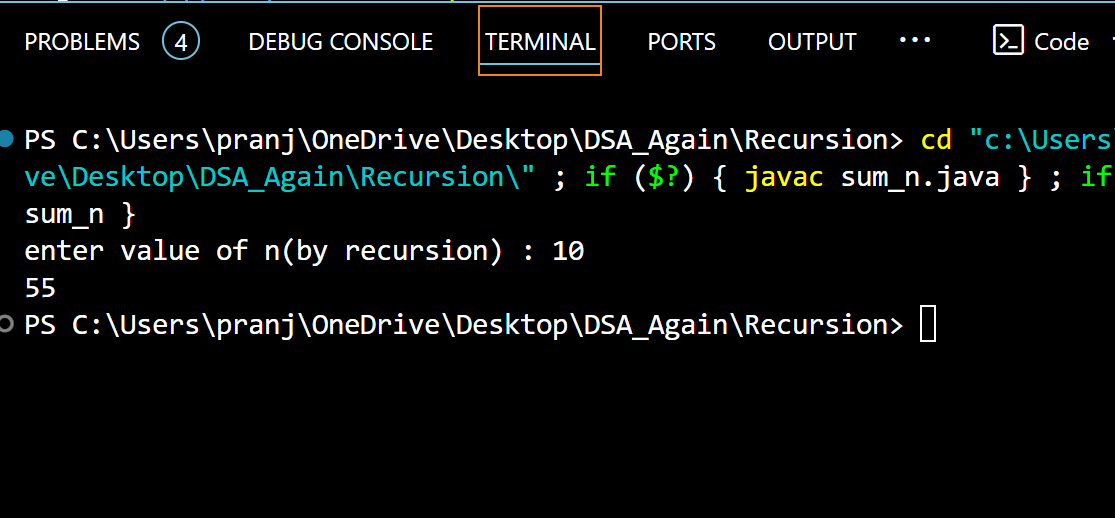 PROBLEMS 4 DEBUG CONSOLE TERMINAL PORTS OUTPUT ... Code
PS C:\Users\pranj\OneDrive\Desktop\DSA_Again\Recursion> cd "c:\Users
ve\Desktop\DSA_Again\Recursion\" ; if ($?) { javac sum_n.java } ; if
sum_n }
enter value of n(by recursion) : 10
55
PS C:\Users\pranj\OneDrive\Desktop\DSA_Again\Recursion>